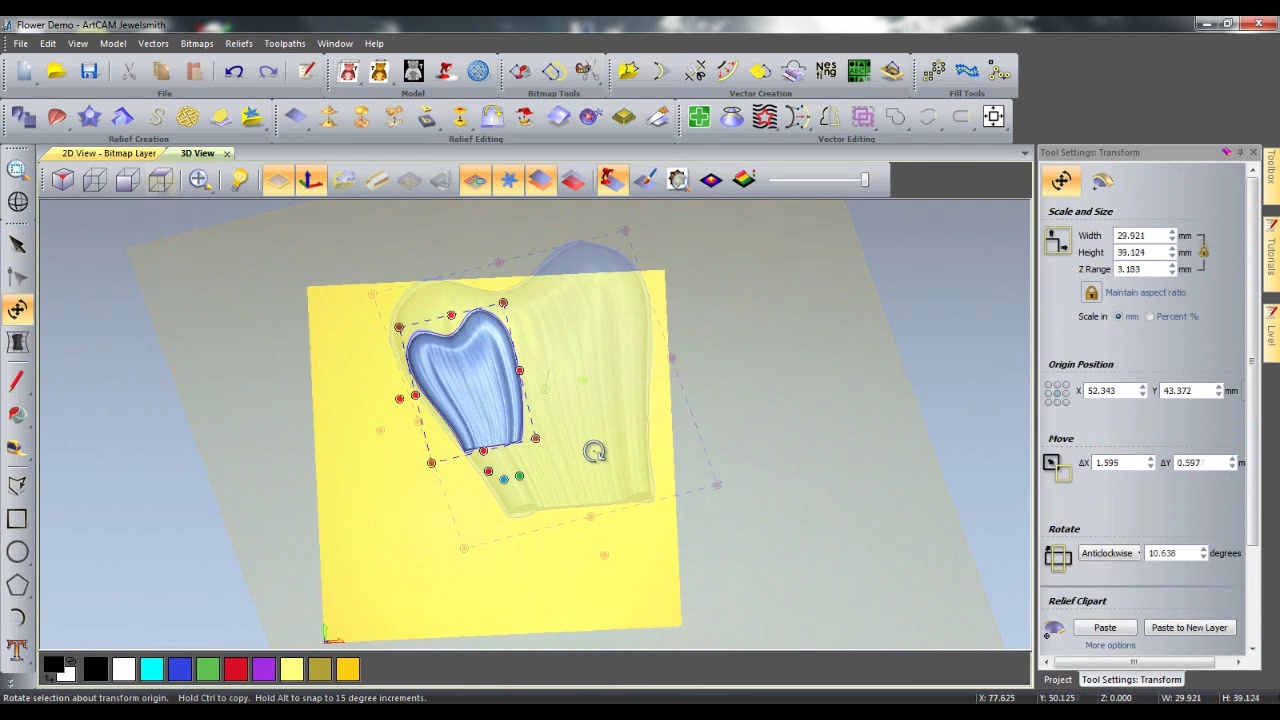 Flower Demo - ArtCAM Jewelsmith
File Edit View Model Vectors Bitmaps Reliefs Toolpaths Window Help
File Model Bitmap Tools Vector Creation Fill Tools
Nes
ting
ABC
Relief Creation Relief Editing Vector Editing
2D View - Bitmap Layer 3D View
Tool Settings: Transform
Toolbox
Tutorials
Live!
Scale and Size
Width 29.921 mm
Height 39.124 mm
Z Range 3.183 mm
Maintain aspect ratio
Scale in mm Percent %
Origin Position
X 52.343 Y 43.372 mm
Move
ΔX 1.595 ΔY 0.597 m
Rotate
Anticlockwise 10.638 degrees
Relief Clipart
Paste Paste to New Layer
More options
Project Tool Settings: Transform
Rotate selection about transform origin. Hold Ctrl to copy. Hold Alt to snap to 15 degree increments. X: 77.625 Y: 50.125 Z: 0.000 W: 29.921 H: 39.124